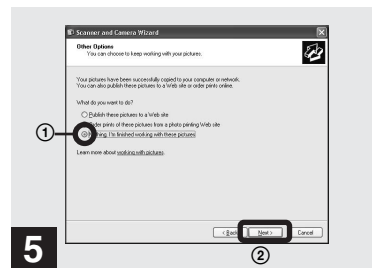 Scanner and Camera Wizard
Other Options
You can choose to keep working with your pictures.
Your pictures have been successfully copied to your computer or network.
You can also publish these pictures to a Web site or order prints online.
What do you want to do?
Publish these pictures to a Web site
Order prints of these pictures from a photo printing Web site
① Nothing. I'm finished working with these pictures
Learn more about working with pictures.
< Back Next > Cancel
5
②